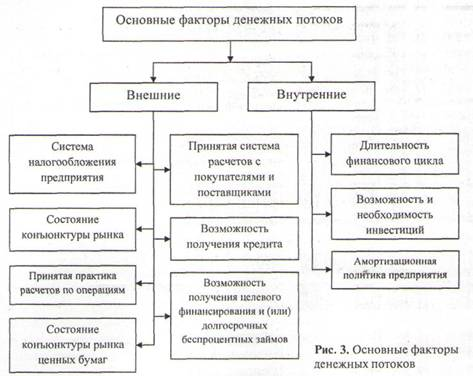 Основные факторы денежных потоков
Внешние
Внутренние
Система
налогообложения
предприятия
Состояние
конъюнктуры рынка
Принятая практика
расчетов по операциям
Состояние
конъюнктуры рынка
ценных бумаг
Принятая система
расчетов с
покупателями и
поставщиками
Возможность
получения кредита
Возможность
получения целевого
финансирования и (или)
долгосрочных
беспроцентных займов
Длительность
финансового цикла
Возможность и
необходимость
инвестиций
Амортизационная
политика предприятия
Рис. 3. Основные факторы
денежных потоков